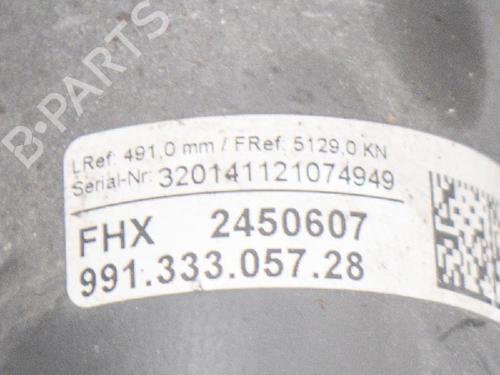 B-PARTS
LRef: 491,0 mm / FRef: 5129,0 KN
Serial-Nr: 320141121074949
FHX 2450607
991.333.057.28